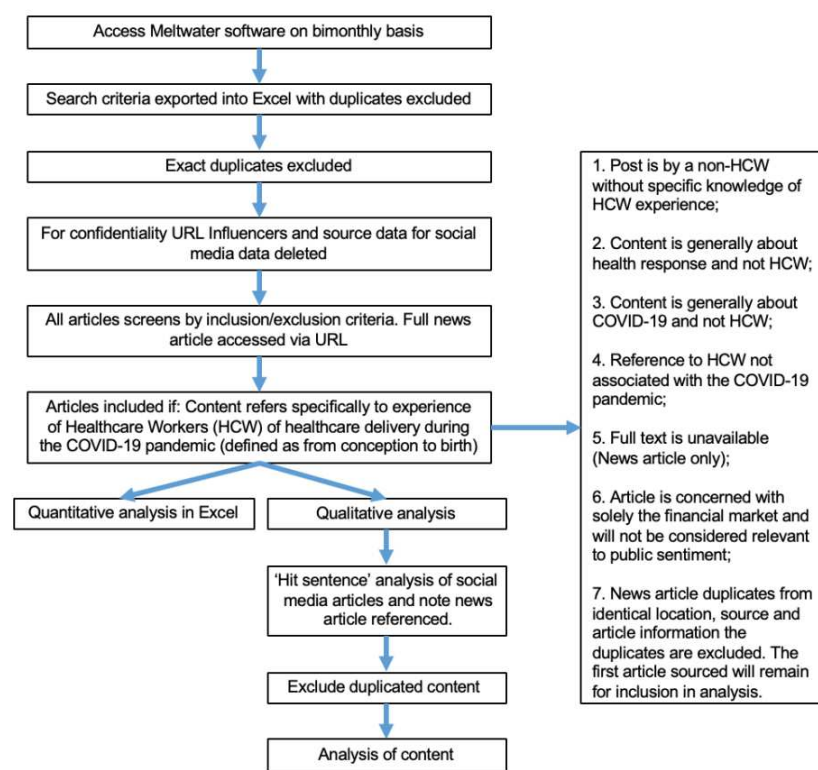 Access Meltwater software on bimonthly basis
Search criteria exported into Excel with duplicates excluded
Exact duplicates excluded
For confidentiality URL Influencers and source data for social
media data deleted
All articles screens by inclusion/exclusion criteria. Full news
article accessed via URL
Articles included if: Content refers specifically to experience
of Healthcare Workers (HCW) of healthcare delivery during
the COVID-19 pandemic (defined as from conception to birth)
Quantitative analysis in Excel
Qualitative analysis
‘Hit sentence’ analysis of social
media articles and note news
article referenced.
Exclude duplicated content
Analysis of content
1. Post is by a non-HCW
without specific knowledge of
HCW experience;
2. Content is generally about
health response and not HCW;
3. Content is generally about
COVID-19 and not HCW;
4. Reference to HCW not
associated with the COVID-19
pandemic;
5. Full text is unavailable
(News article only);
6. Article is concerned with
solely the financial market and
will not be considered relevant
to public sentiment;
7. News article duplicates from
identical location, source and
article information the
duplicates are excluded. The
first article sourced will remain
for inclusion in analysis.